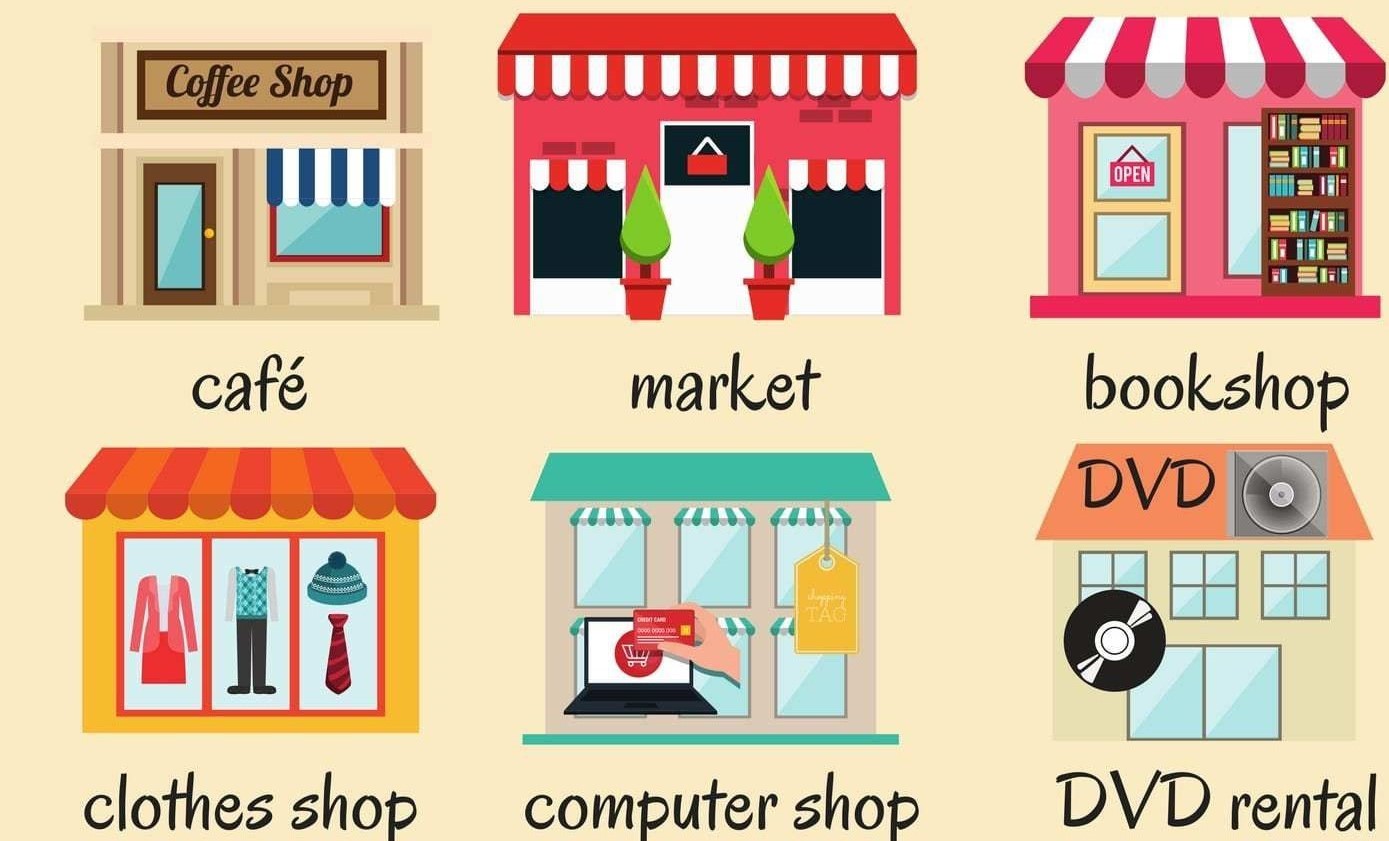 Coffee Shop
OPEN
café
market
bookshop
DVD
shopping
TAG
CREDIT CARD
0000 0000 0000
clothes shop
computer shop
DVD rental